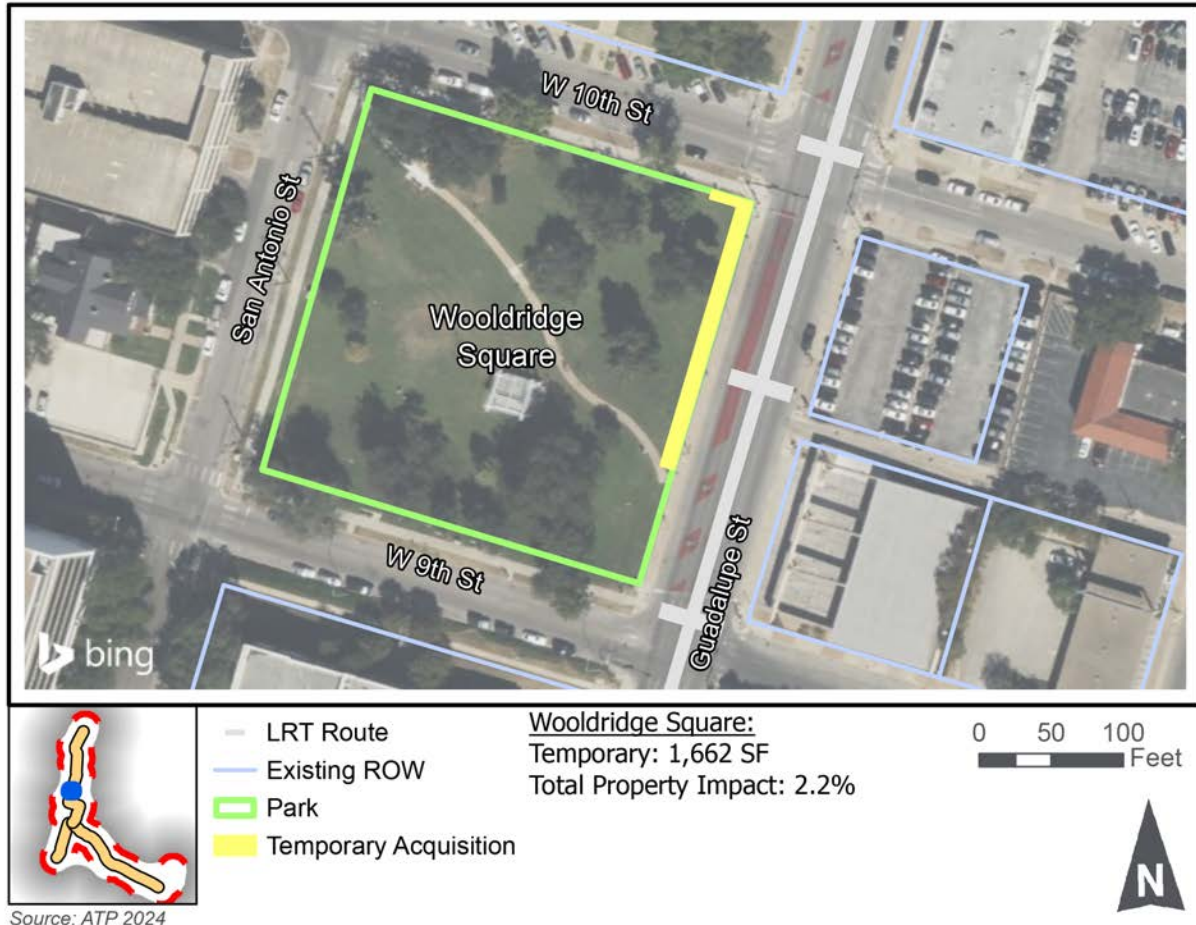 W 10th St
San Antonio St
Wooldridge
Square
W 9th St
Guadalupe St
bing
LRT Route
Existing ROW
Park
Temporary Acquisition
Wooldridge Square:
Temporary: 1,662 SF
Total Property Impact: 2.2%
0 50 100
Feet
N
Source: ATP 2024